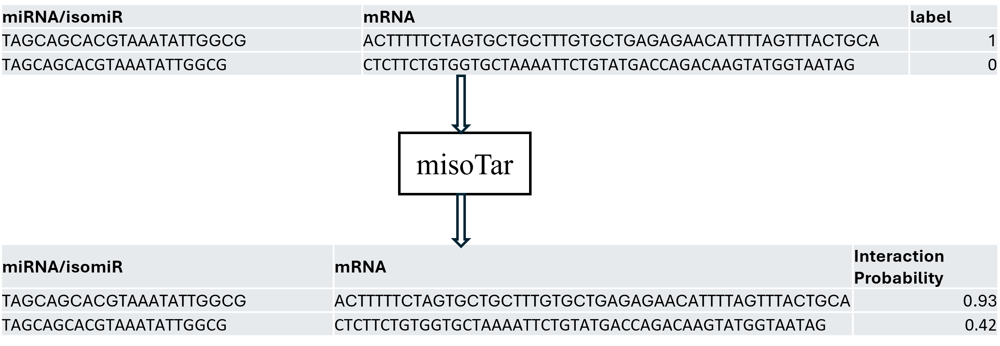 miRNA/isomiR mRNA label
TAGCAGCACGTAAATATTGGCG ACTTTTTCTAGTGCTGCTTTGTGCTGAGAGAACATTTTAGTTTACTGCA 1
TAGCAGCACGTAAATATTGGCG CTCTTCTGTGGTGCTAAAATTCTGTATGACCAGACAAGTATGGTAATAG 0
misoTar
miRNA/isomiR mRNA Interaction
Probability
TAGCAGCACGTAAATATTGGCG ACTTTTTCTAGTGCTGCTTTGTGCTGAGAGAACATTTTAGTTTACTGCA 0.93
TAGCAGCACGTAAATATTGGCG CTCTTCTGTGGTGCTAAAATTCTGTATGACCAGACAAGTATGGTAATAG 0.42